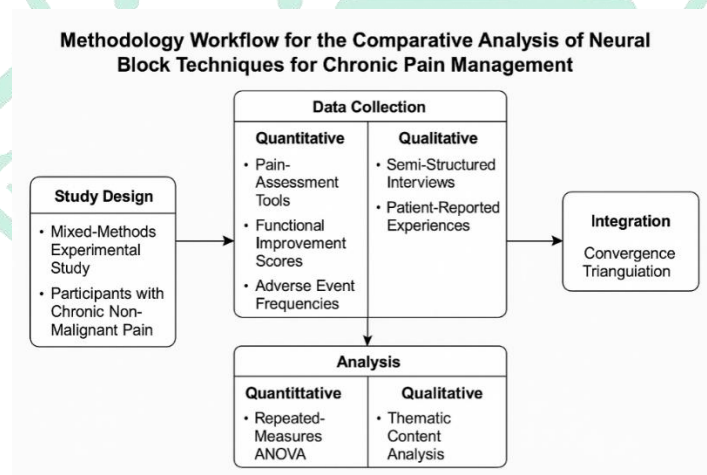 Methodology Workflow for the Comparative Analysis of Neural
Block Techniques for Chronic Pain Management
Study Design
• Mixed-Methods
Experimental
Study
• Participants with
Chronic Non-
Malignant Pain
Data Collection
Quantitative
• Pain-
Assessment
Tools
• Functional
Improvement
Scores
• Adverse Event
Frequencies
Qualitative
• Semi-Structured
Interviews
• Patient-Reported
Experiences
Integration
Convergence
Trianguiation
Analysis
Quantittative
• Repeated-
Measures
ANOVA
Qualitative
• Thematic
Content
Analysis